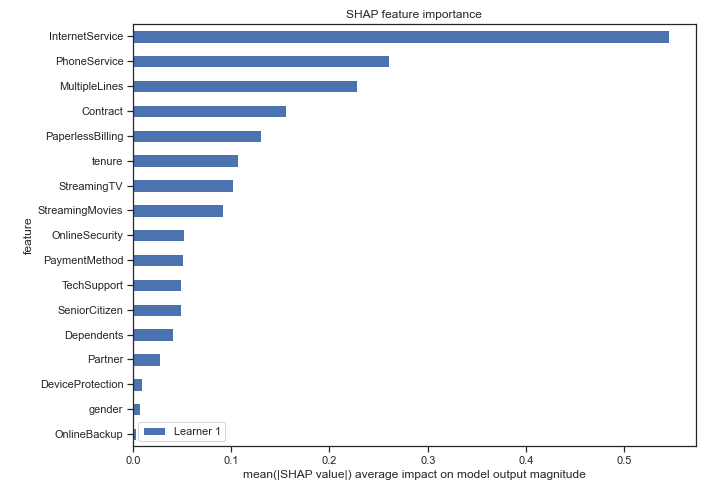 SHAP feature importance
InternetService
PhoneService
MultipleLines
Contract
PaperlessBilling
tenure
StreamingTV
StreamingMovies
OnlineSecurity
PaymentMethod
TechSupport
SeniorCitizen
Dependents
Partner
DeviceProtection
gender
OnlineBackup
feature
Learner 1
0.0 0.1 0.2 0.3 0.4 0.5
mean(|SHAP value|) average impact on model output magnitude